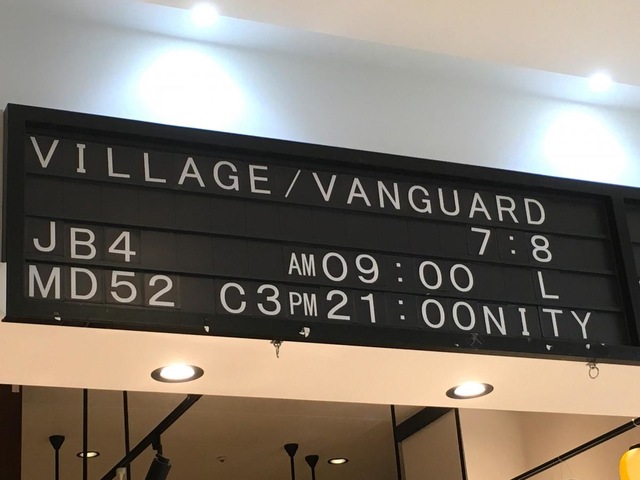 VILLAGE/VANGUARD
7:8
JB4 AM09:00 L
MD52 C3PM21:00NITY